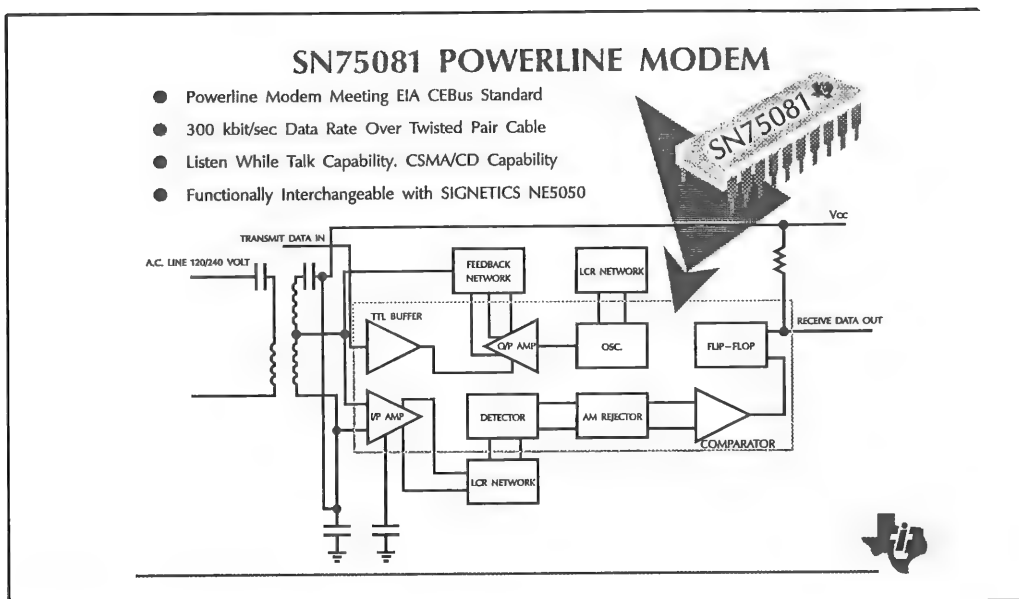 SN75081 POWERLINE MODEM
Powerline Modem Meeting EIA CEBus Standard
300 kbit/sec Data Rate Over Twisted Pair Cable
Listen While Talk Capability. CSMA/CD Capability
Functionally Interchangeable with SIGNETICS NE5050
SN75081
Vcc
TRANSMIT DATA IN
A.C. LINE 120/240 VOLT
FEEDBACK
NETWORK
LCR NETWORK
TTL BUFFER
O/P AMP
OSC.
FLIP-FLOP
RECEIVE DATA OUT
I/P AMP
DETECTOR
AM REJECTOR
COMPARATOR
LCR NETWORK